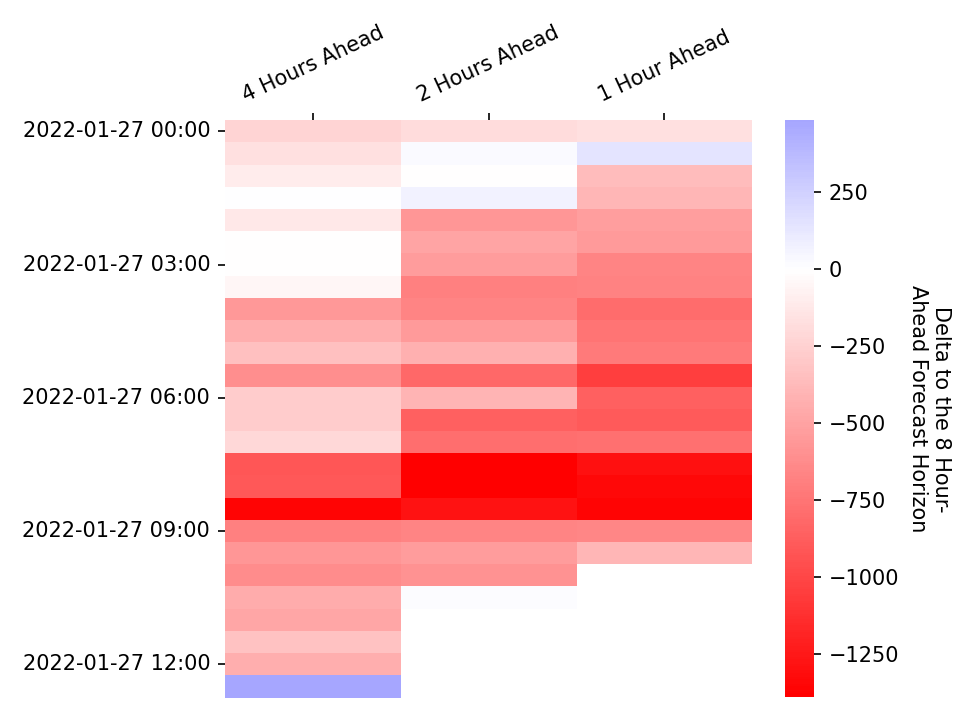 4 Hours Ahead
2 Hours Ahead
1 Hour Ahead
2022-01-27 00:00
2022-01-27 03:00
2022-01-27 06:00
2022-01-27 09:00
2022-01-27 12:00
250
0
−250
−500
−750
−1000
−1250
Delta to the 8 Hour-
Ahead Forecast Horizon